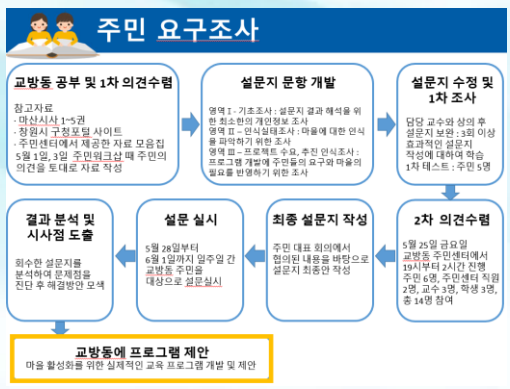 주민 요구조사
교방동 공부 및 1차 의견수렴
참고자료
· 마산시사 1~5권
· 창원시 구청포털 사이트
· 주민센터에서 제공한 자료 모음집
5월 1일, 3일 주민워크샵 때 주민의
의견을 토대로 자료 작성
설문지 문항 개발
영역 I - 기초조사 : 설문지 결과 해석을 위
한 최소한의 개인정보 조사
영역 II – 인식실태조사 : 마을에 대한 인식
을 파악하기 위한 조사
영역 III – 프로젝트 수요, 추진 인식조사 :
프로그램 개발에 주민들의 요구와 마을의
필요를 반영하기 위한 조사
설문지 수정 및
1차 조사
담당 교수와 상의 후
설문지 보완 : 3회 이상
효과적인 설문지
작성에 대하여 학습
1차 테스트 : 주민 5명
2차 의견수렴
5월 25일 금요일
교방동 주민센터에서
19시부터 2시간 진행
주민 6명, 주민센터 직원
2명, 교수 3명, 학생 3명,
총 14명 참여
최종 설문지 작성
주민 대표 회의에서
협의된 내용을 바탕으로
설문지 최종안 작성
설문 실시
5월 28일부터
6월 1일까지 일주일 간
교방동 주민을
대상으로 설문실시
결과 분석 및
시사점 도출
회수한 설문지를
분석하여 문제점을
진단 후 해결방안 모색
교방동에 프로그램 제안
마을 활성화를 위한 실제적인 교육 프로그램 개발 및 제안